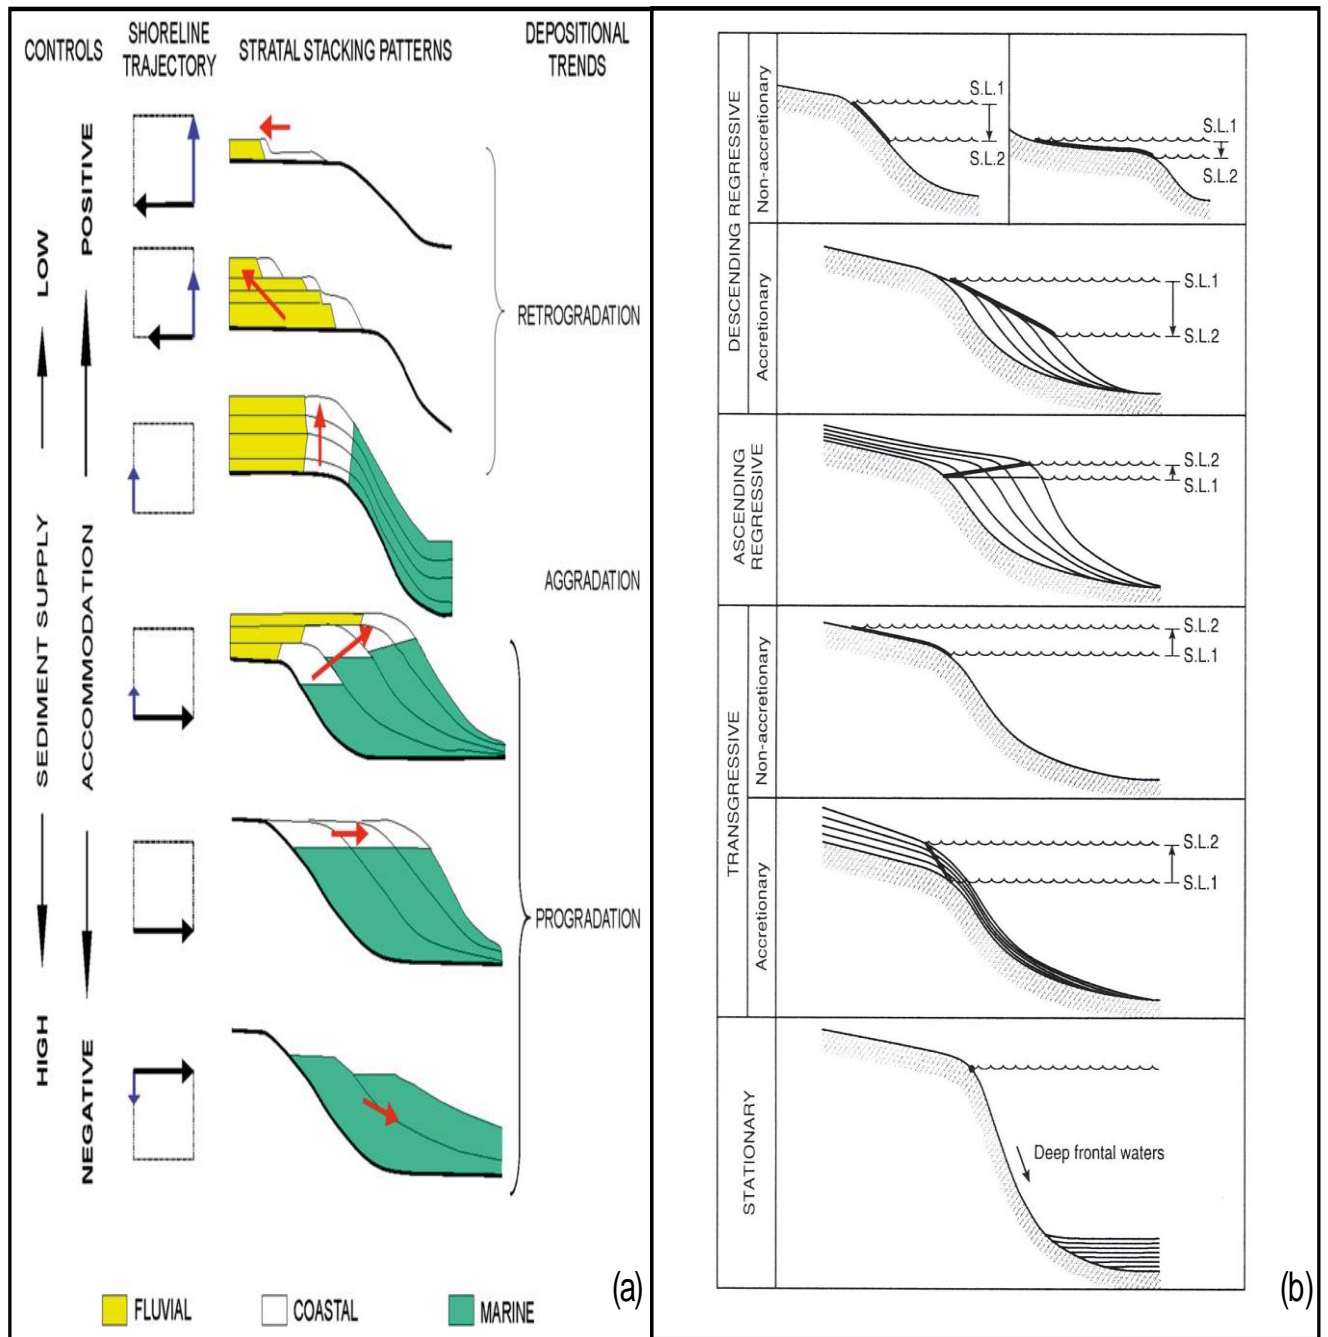 CONTROLS
SHORELINE
TRAJECTORY
STRATAL STACKING PATTERNS
DEPOSITIONAL
TRENDS
LOW
POSITIVE
SEDIMENT SUPPLY
ACCOMMODATION
HIGH
NEGATIVE
RETROGRADATION
AGGRADATION
PROGRADATION
FLUVIAL
COASTAL
MARINE
(a)
DESCENDING REGRESSIVE
Non-accretionary
S.L.1
S.L.2
S.L.1
S.L.2
Accretionary
S.L.1
S.L.2
ASCENDING
REGRESSIVE
S.L.2
S.L.1
TRANSGRESSIVE
Non-accretionary
S.L.2
S.L.1
Accretionary
S.L.2
S.L.1
STATIONARY
Deep frontal waters
(b)